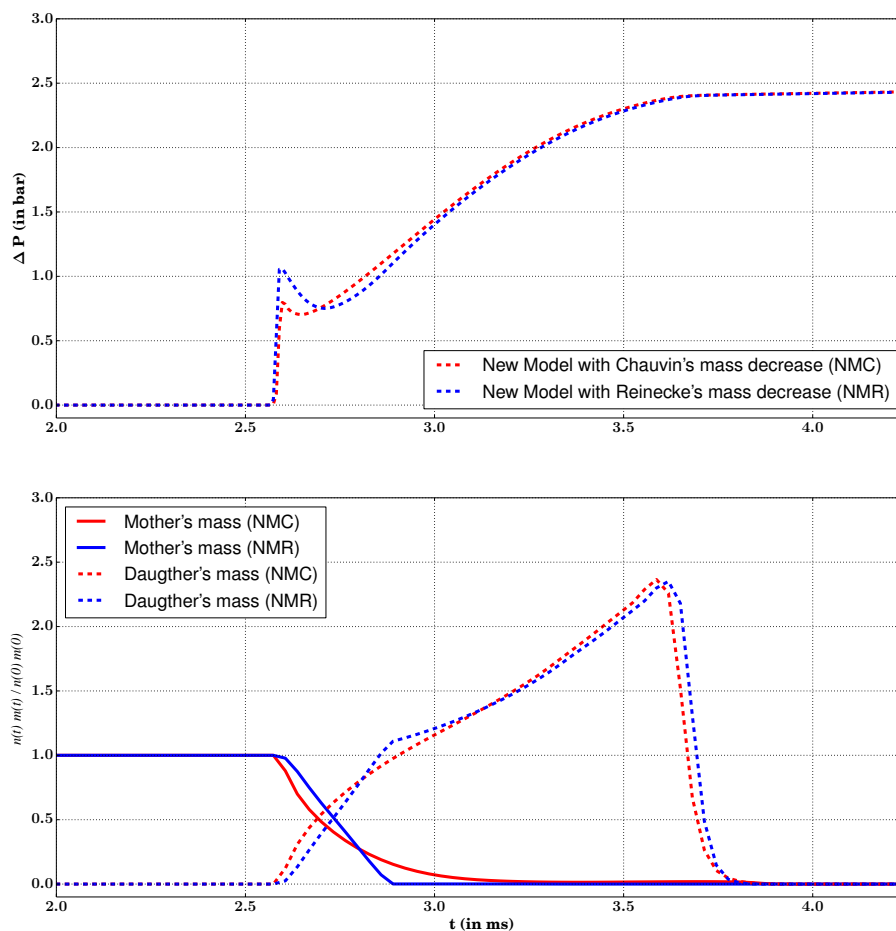 3.0
2.5
2.0
1.5
1.0
0.5
0.0
Δ P (in bar)
New Model with Chauvin's mass decrease (NMC)
New Model with Reinecke's mass decrease (NMR)
2.0 2.5 3.0 3.5 4.0
3.0
2.5
2.0
1.5
1.0
0.5
0.0
n(t) m(t) / n(0) m(0)
Mother's mass (NMC)
Mother's mass (NMR)
Daugther's mass (NMC)
Daugther's mass (NMR)
2.0 2.5 3.0 3.5 4.0
t (in ms)